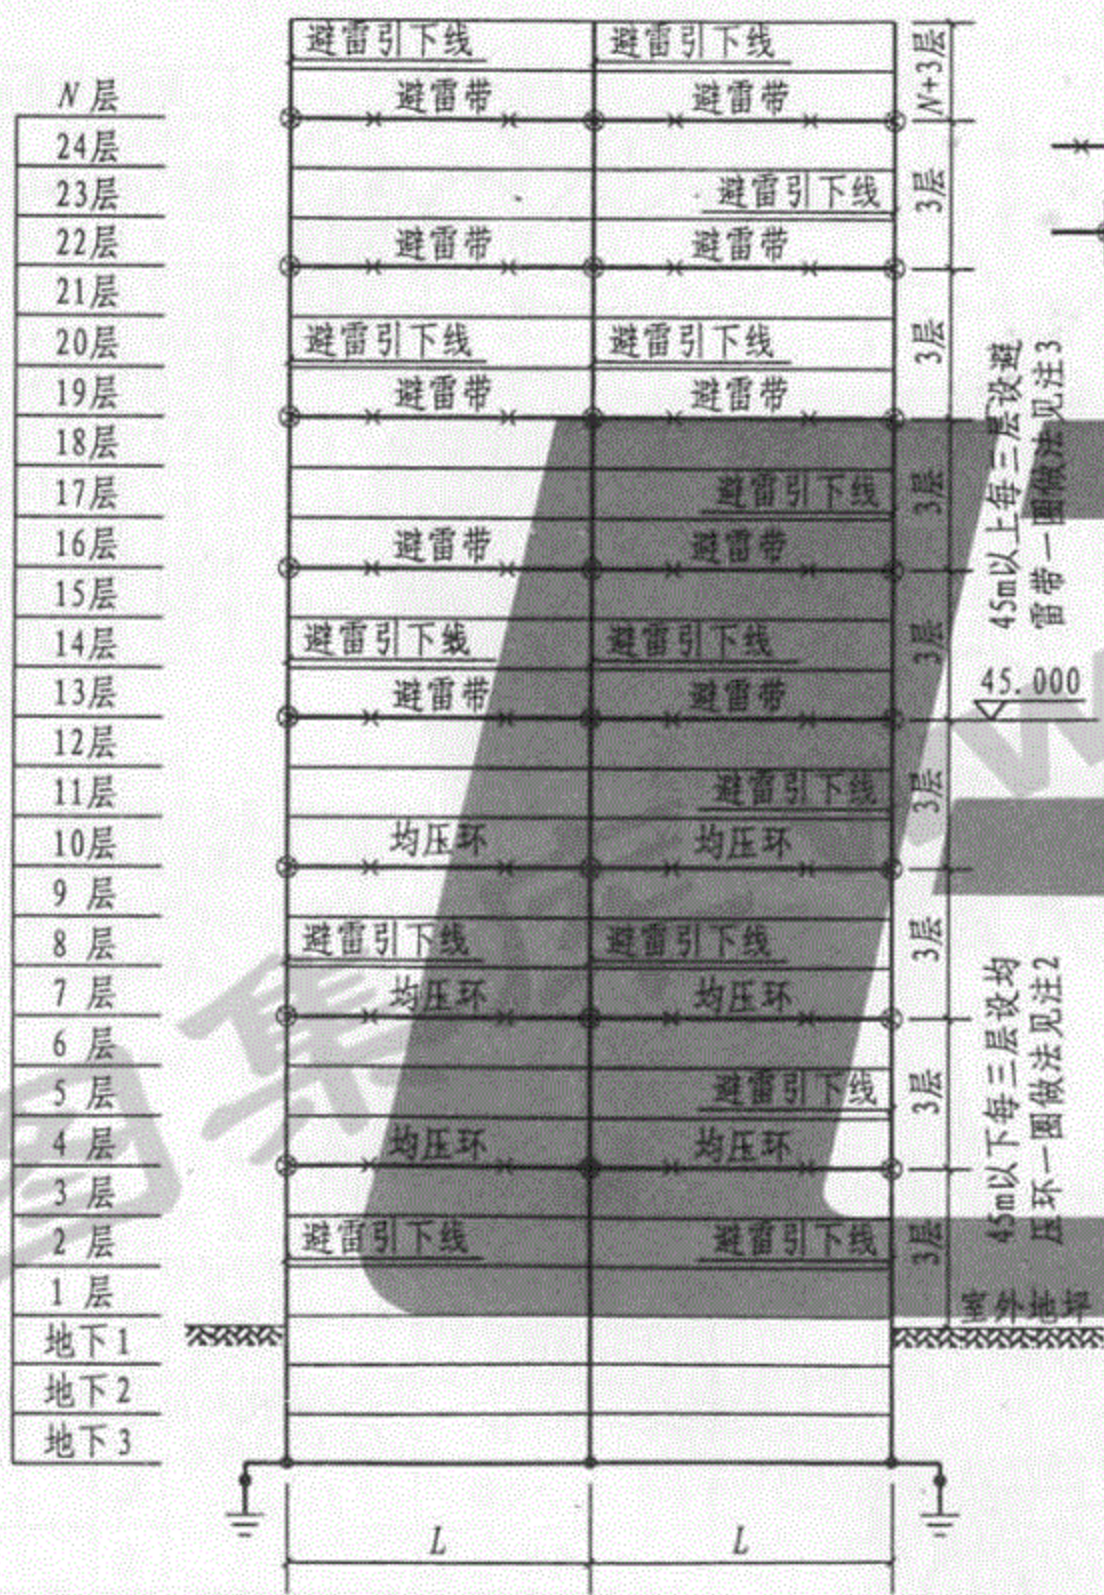 避雷引下线 避雷引下线
N 层 避雷带 避雷带 N+3层
24层
23层 避雷引下线 3层
22层 避雷带 避雷带
21层
20层 避雷引下线 避雷引下线 3层
19层 避雷带 避雷带
18层
17层 避雷引下线 3层
16层 避雷带 避雷带
15层
14层 避雷引下线 避雷引下线 3层
13层 避雷带 避雷带
45m以上每三层设避
雷带一圈做法见注3
45.000
12层
11层 避雷引下线 3层
10层 均压环 均压环
9 层
8 层 避雷引下线 避雷引下线 3层
7 层 均压环 均压环
6 层
5 层 避雷引下线 3层
4 层 均压环 均压环
45m以下每三层设均
压环一圈做法见注2
3 层
2 层 避雷引下线 避雷引下线 3层
1 层 室外地坪
地下1
地下2
地下3
L L